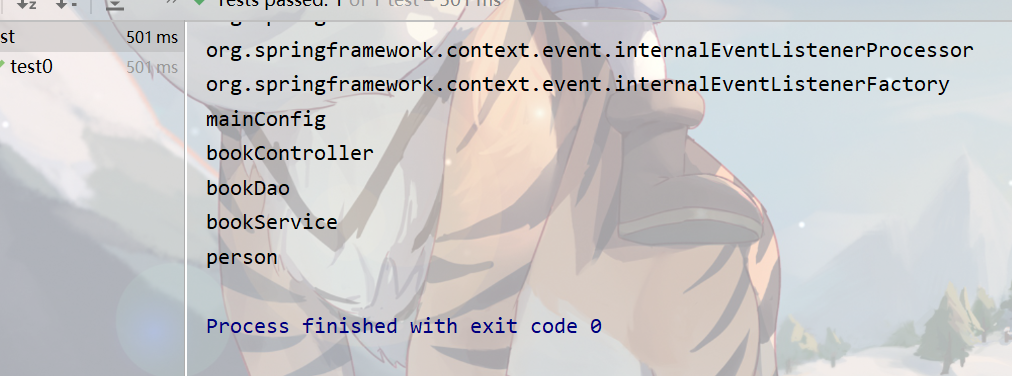 Tests passed: 1 of 1 test – 501 ms
st
501 ms
test0
501 ms
org.springframework.context.event.internalEventListenerProcessor
org.springframework.context.event.internalEventListenerFactory
mainConfig
bookController
bookDao
bookService
person
Process finished with exit code 0